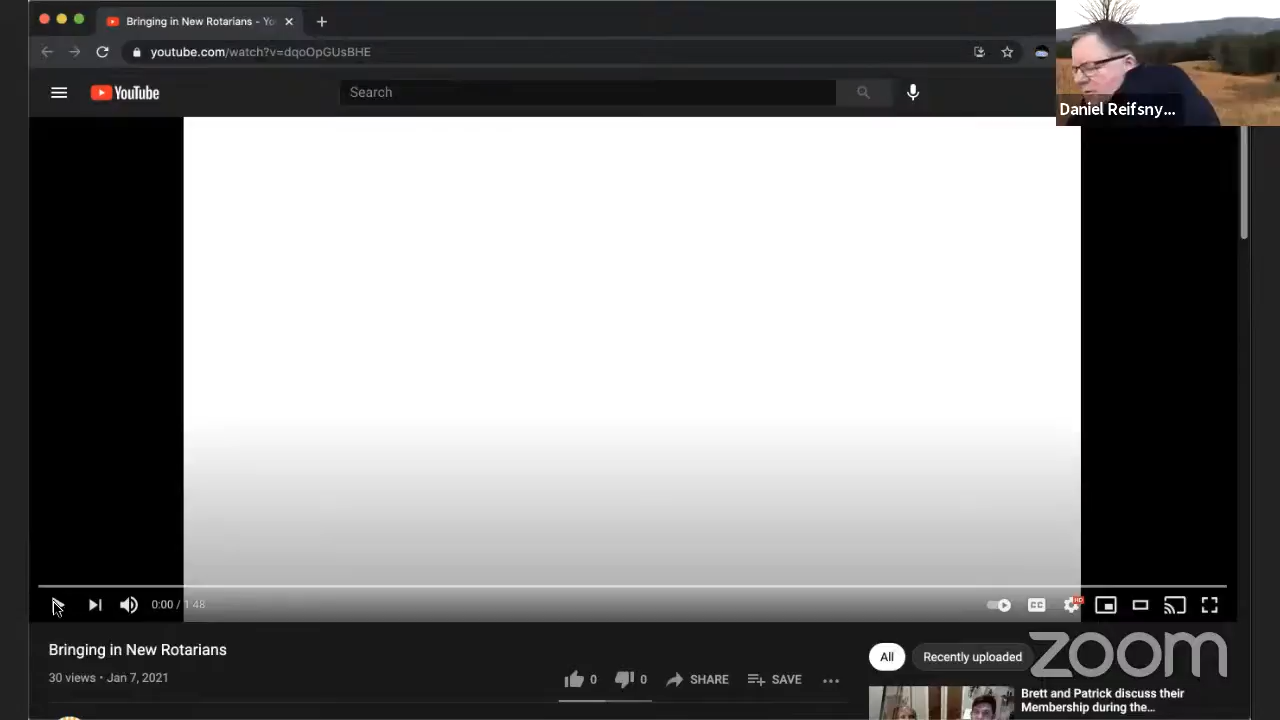 Bringing in New Rotarians - Yo
youtube.com/watch?v=dqoOpGUsBHE
YouTube
Search
Daniel Reifsny...
0:00 / 1:48
CC
HD
Bringing in New Rotarians
30 views • Jan 7, 2021
0
0
SHARE
SAVE
All
Recently uploaded
zoom
Brett and Patrick discuss their
Membership during the...